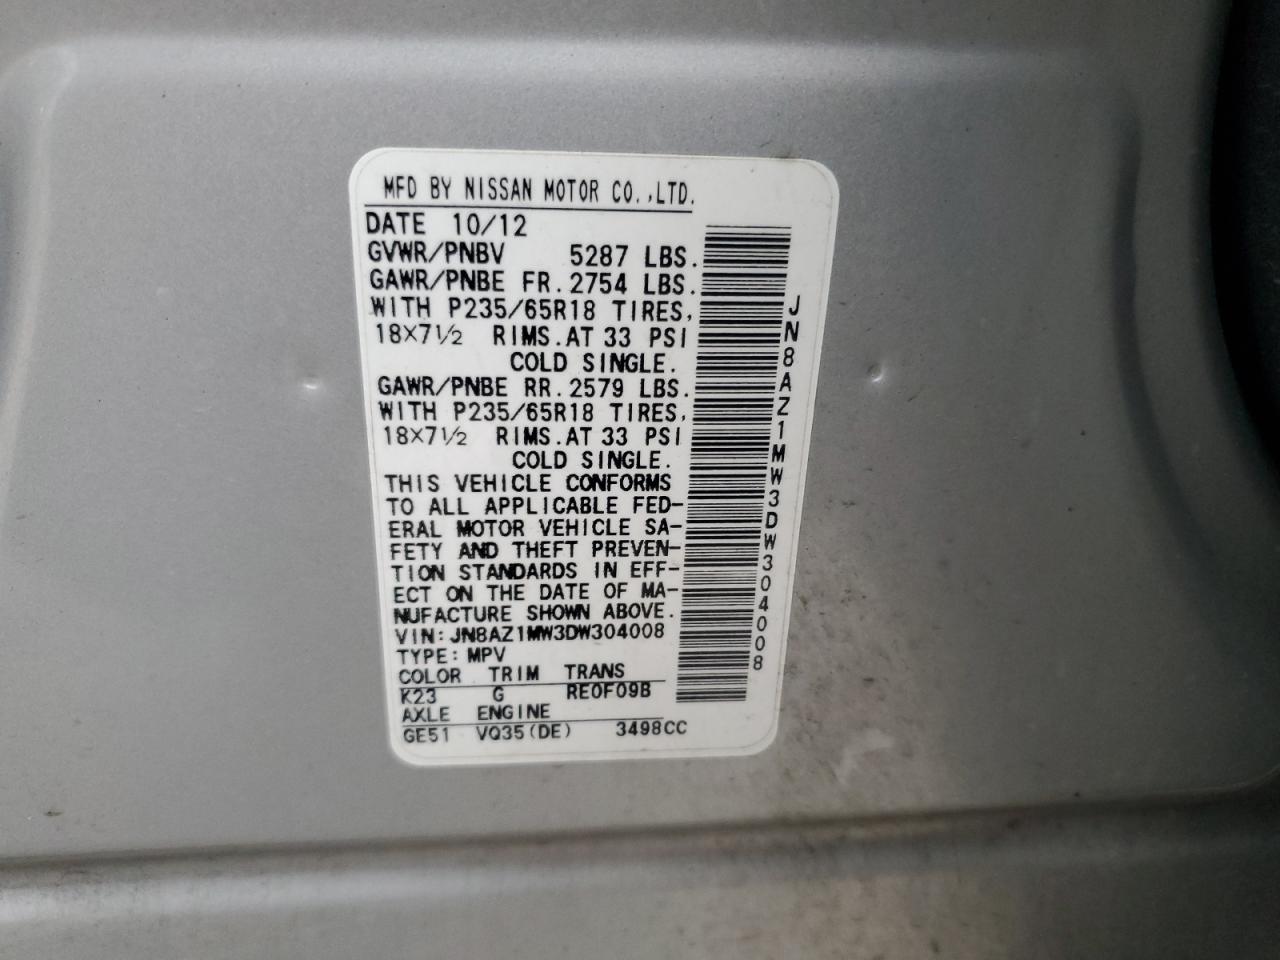 MFD BY NISSAN MOTOR CO.,LTD.
DATE 10/12
GVWR/PNBV 5287 LBS.
GAWR/PNBE FR. 2754 LBS.
WITH P235/65R18 TIRES,
18×7½ RIMS. AT 33 PSI
COLD SINGLE.
GAWR/PNBE RR. 2579 LBS.
WITH P235/65R18 TIRES,
18×7½ RIMS. AT 33 PSI
COLD SINGLE.
THIS VEHICLE CONFORMS
TO ALL APPLICABLE FED-
ERAL MOTOR VEHICLE SA-
FETY AND THEFT PREVEN-
TION STANDARDS IN EFF-
ECT ON THE DATE OF MA-
NUFACTURE SHOWN ABOVE.
VIN: JN8AZ1MW3DW304008
TYPE: MPV
COLOR TRIM TRANS
K23 G RE0F09B
AXLE ENGINE
GE51 VQ35(DE) 3498CC
JN8AZ1MW3DW304008